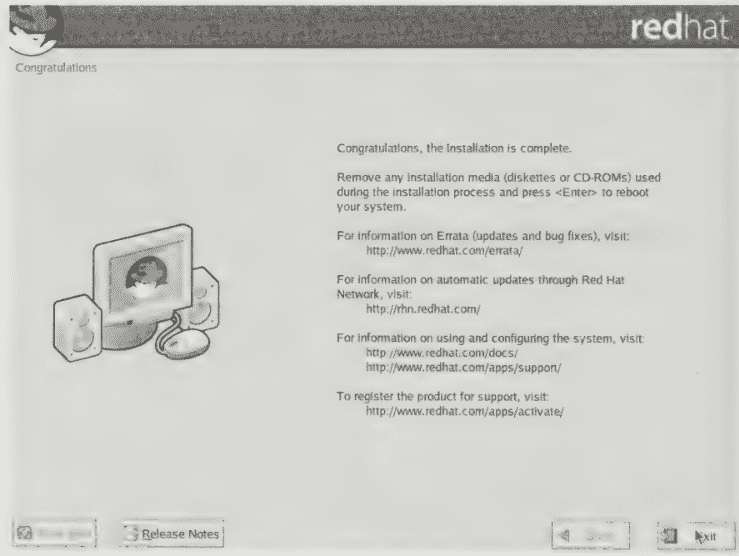 redhat
Congratulations
Congratulations, the installation is complete.
Remove any installation media (diskettes or CD-ROMs) used
during the installation process and press <Enter> to reboot
your system.
For information on Errata (updates and bug fixes), visit:
http://www.redhat.com/errata/
For information on automatic updates through Red Hat
Network, visit:
http://rhn.redhat.com/
For information on using and configuring the system, visit:
http://www.redhat.com/docs/
http://www.redhat.com/apps/support/
To register the product for support, visit:
http://www.redhat.com/apps/activate/
Release Notes
Exit